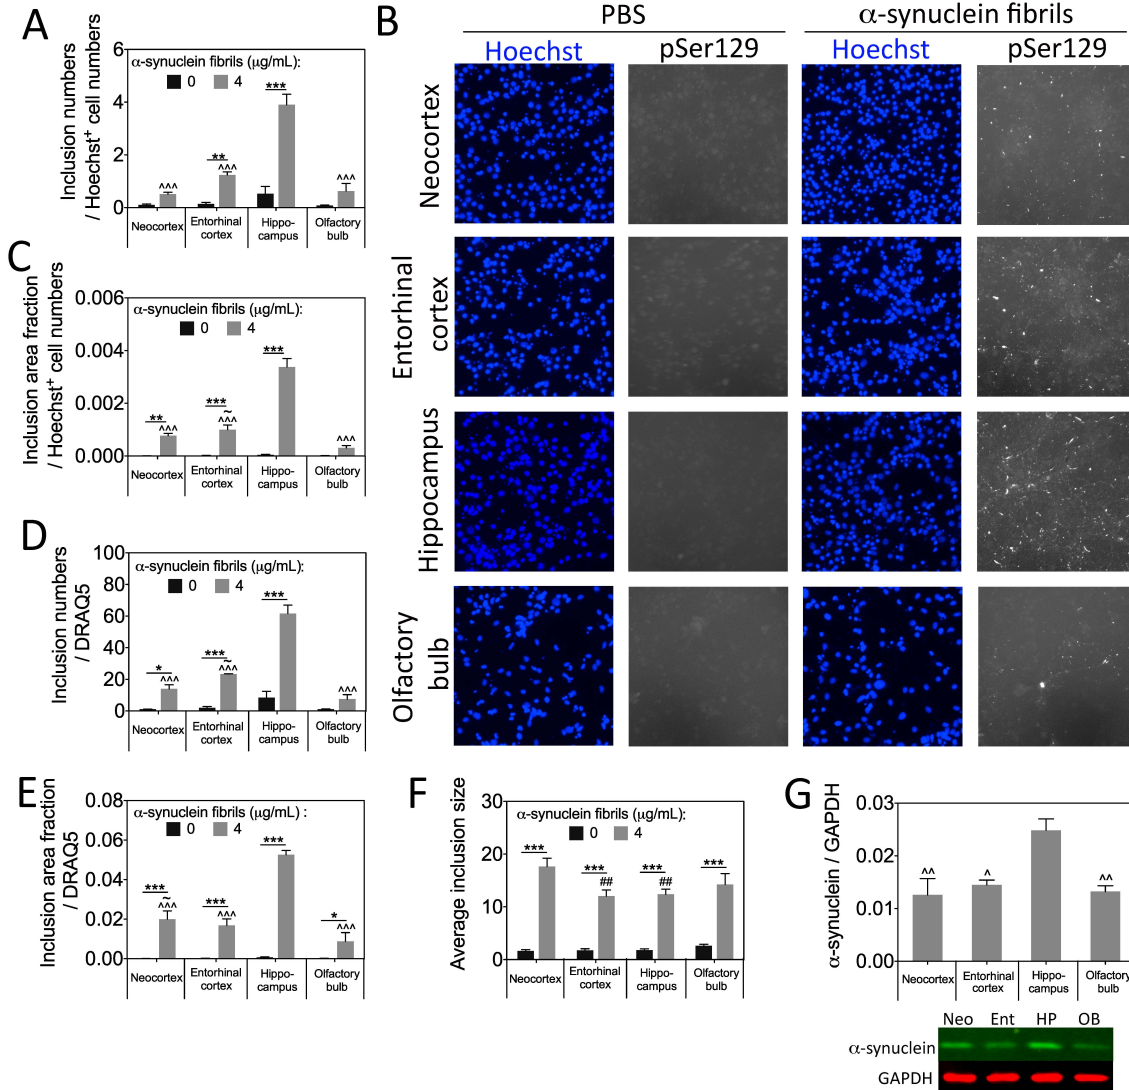 A
Inclusion numbers
/ Hoechst⁺ cell numbers
6
4
2
0
α-synuclein fibrils (μg/mL):
0 4
^^^
**
^^^
***
^^^
Neocortex
Entorhinal
cortex
Hippo-
campus
Olfactory
bulb
B
PBS
α-synuclein fibrils
Hoechst pSer129 Hoechst pSer129
Neocortex
Entorhinal
cortex
Hippocampus
Olfactory
bulb
C
Inclusion area fraction
/ Hoechst⁺ cell numbers
0.006
0.004
0.002
0.000
α-synuclein fibrils (μg/mL):
0 4
**
^^^
***
~
^^^
***
^^^
Neocortex
Entorhinal
cortex
Hippo-
campus
Olfactory
bulb
D
Inclusion numbers
/ DRAQ5
100
80
60
40
20
0
α-synuclein fibrils (μg/mL):
0 4
*
^^^
***
~
^^^
***
^^^
Neocortex
Entorhinal
cortex
Hippo-
campus
Olfactory
bulb
E
Inclusion area fraction
/ DRAQ5
0.08
0.06
0.04
0.02
0.00
α-synuclein fibrils (μg/mL) :
0 4
***
~
^^^
***
^^^
***
*
^^^
Neocortex
Entorhinal
cortex
Hippo-
campus
Olfactory
bulb
F
Average inclusion size
30
20
10
0
α-synuclein fibrils (μg/mL):
0 4
***
***
##
***
##
***
Neocortex
Entorhinal
cortex
Hippo-
campus
Olfactory
bulb
G
α-synuclein / GAPDH
0.03
0.02
0.01
0.00
^^
^
^^
Neocortex
Entorhinal
cortex
Hippo-
campus
Olfactory
bulb
Neo Ent HP OB
α-synuclein
GAPDH